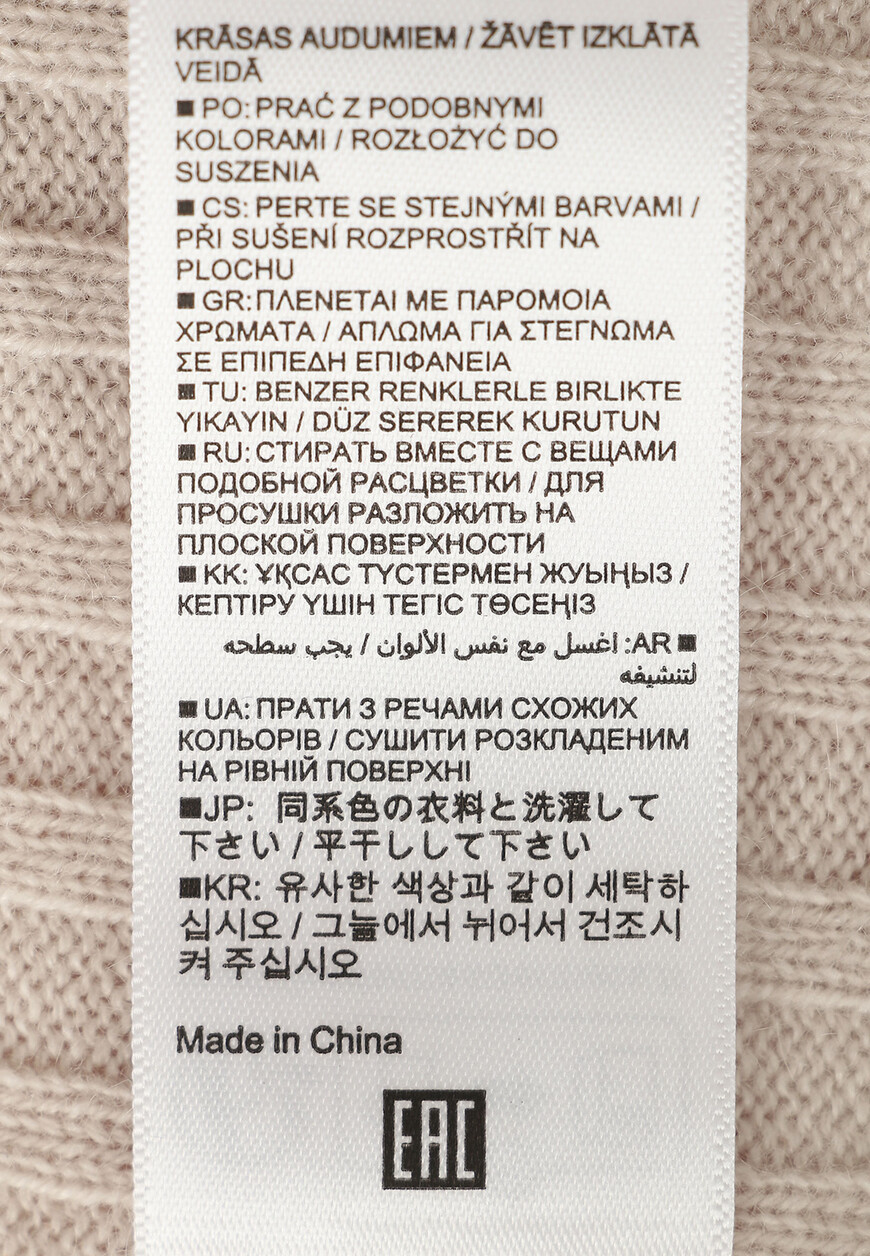 KRĀSAS AUDUMIEM / ŽĀVĒT IZKLĀTĀ
VEIDĀ
■ PO: PRAĆ Z PODOBNYMI
KOLORAMI / ROZŁOŻYĆ DO
SUSZENIA
■ CS: PERTE SE STEJNÝMI BARVAMI /
PŘI SUŠENÍ ROZPROSTŘÍT NA
PLOCHU
■ GR: ΠΛΕΝΕΤΑΙ ΜΕ ΠΑΡΟΜΟΙΑ
ΧΡΩΜΑΤΑ / ΑΠΛΩΜΑ ΓΙΑ ΣΤΕΓΝΩΜΑ
ΣΕ ΕΠΙΠΕΔΗ ΕΠΙΦΑΝΕΙΑ
■ TU: BENZER RENKLERLE BIRLIKTE
YIKAYIN / DÜZ SEREREK KURUTUN
■ RU: СТИРАТЬ ВМЕСТЕ С ВЕЩАМИ
ПОДОБНОЙ РАСЦВЕТКИ / ДЛЯ
ПРОСУШКИ РАЗЛОЖИТЬ НА
ПЛОСКОЙ ПОВЕРХНОСТИ
■ KK: ҰҚСАС ТҮСТЕРМЕН ЖУЫҢЫЗ /
КЕПТІРУ ҮШІН ТЕГІС ТӨСЕҢІЗ
■ AR: اغسل مع نفس الألوان / يجب سطحه
لتنشيفه
■ UA: ПРАТИ З РЕЧАМИ СХОЖИХ
КОЛЬОРІВ / СУШИТИ РОЗКЛАДЕНИМ
НА РІВНІЙ ПОВЕРХНІ
■JP: 同系色の衣料と洗濯して
下さい / 平干しして下さい
■KR: 유사한 색상과 같이 세탁하
십시오 / 그늘에서 뉘어서 건조시
켜 주십시오
Made in China
EAC